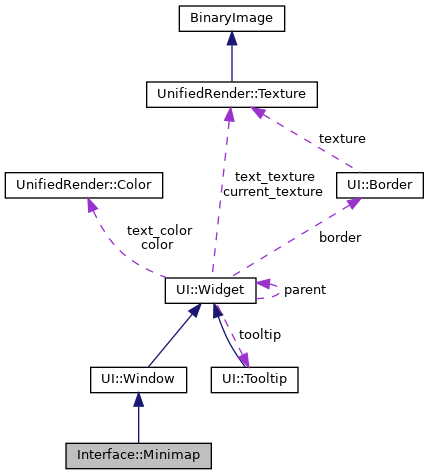 BinaryImage
UnifiedRender::Texture
texture
UnifiedRender::Color
text_texture
current_texture
UI::Border
text_color
color
border
UI::Widget
parent
tooltip
UI::Window
UI::Tooltip
Interface::Minimap